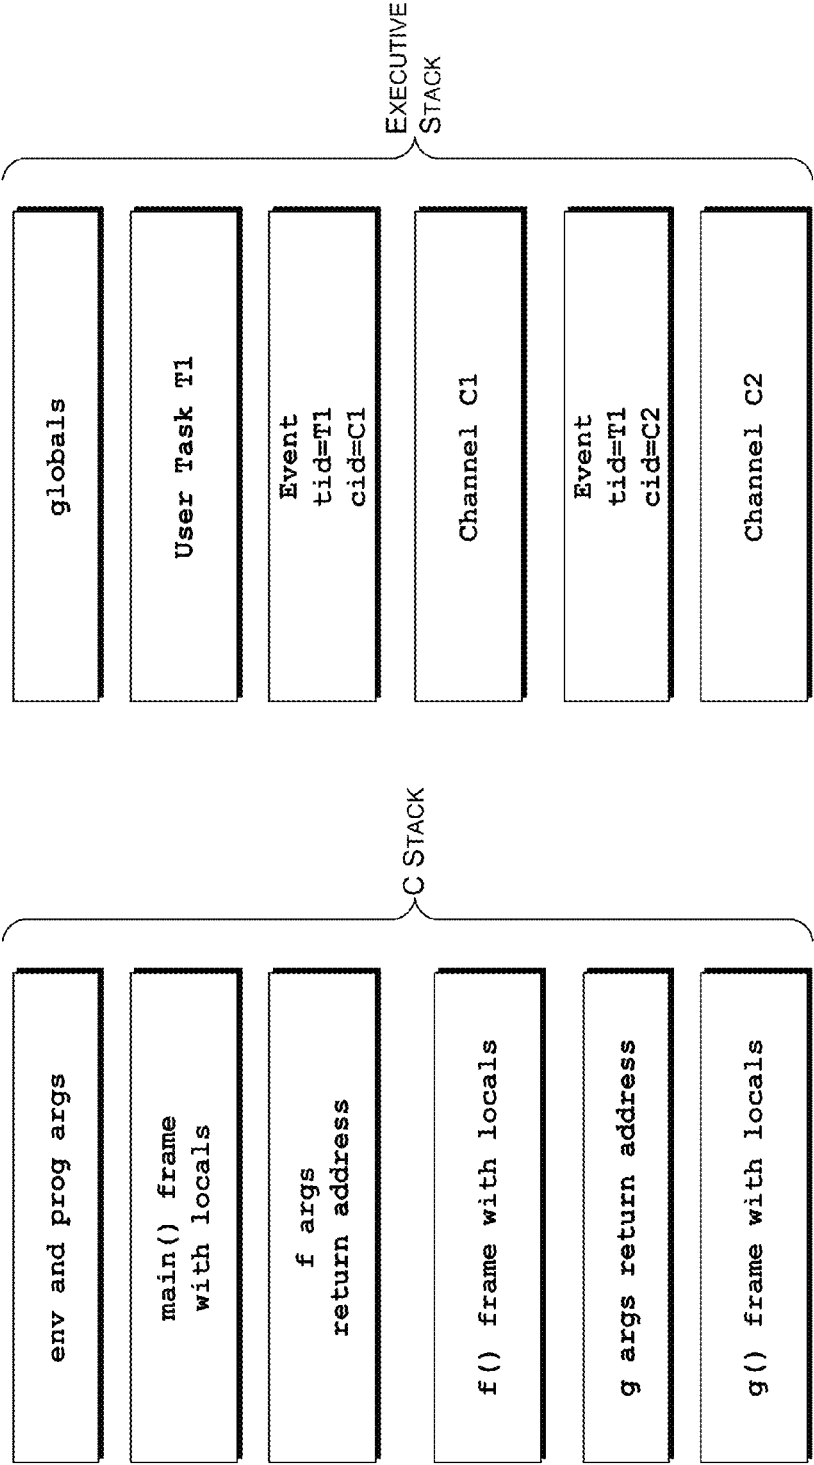 C STACK
env and prog args
main() frame
with locals
f args
return address
f() frame with locals
g args return address
g() frame with locals
EXECUTIVE
STACK
globals
User Task T1
Event
tid=T1
cid=C1
Channel C1
Event
tid=T1
cid=C2
Channel C2